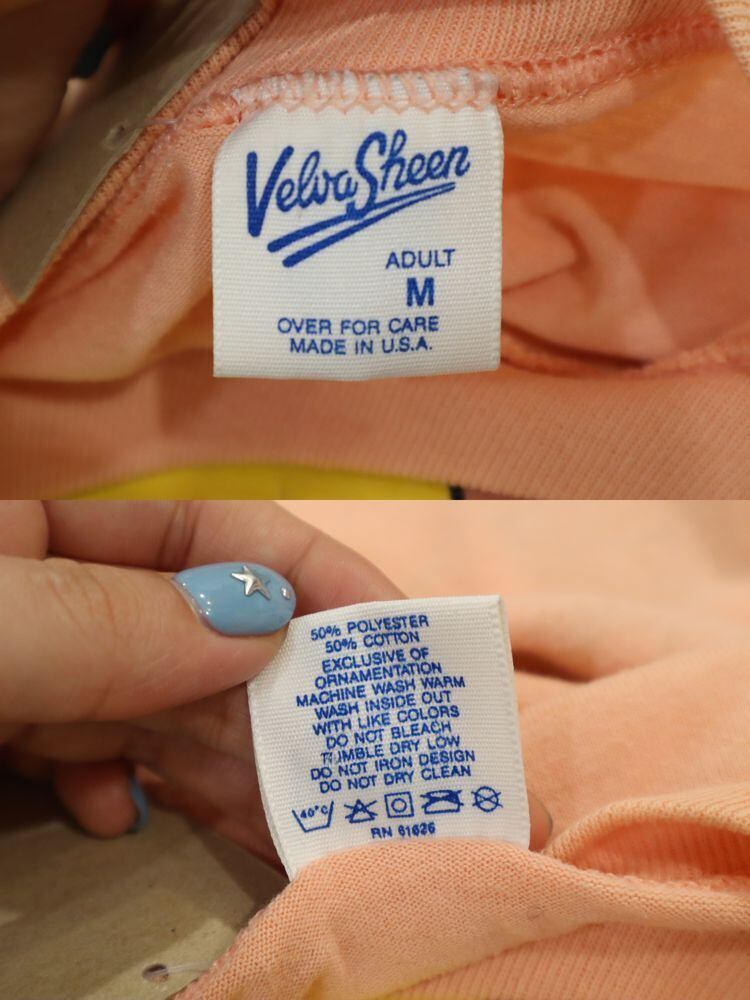 Velva Sheen
ADULT
M
OVER FOR CARE
MADE IN U.S.A.
50% POLYESTER
50% COTTON
EXCLUSIVE OF
ORNAMENTATION
MACHINE WASH WARM
WASH INSIDE OUT
WITH LIKE COLORS
DO NOT BLEACH
TUMBLE DRY LOW
DO NOT IRON DESIGN
DO NOT DRY CLEAN
40°C
RN 61626